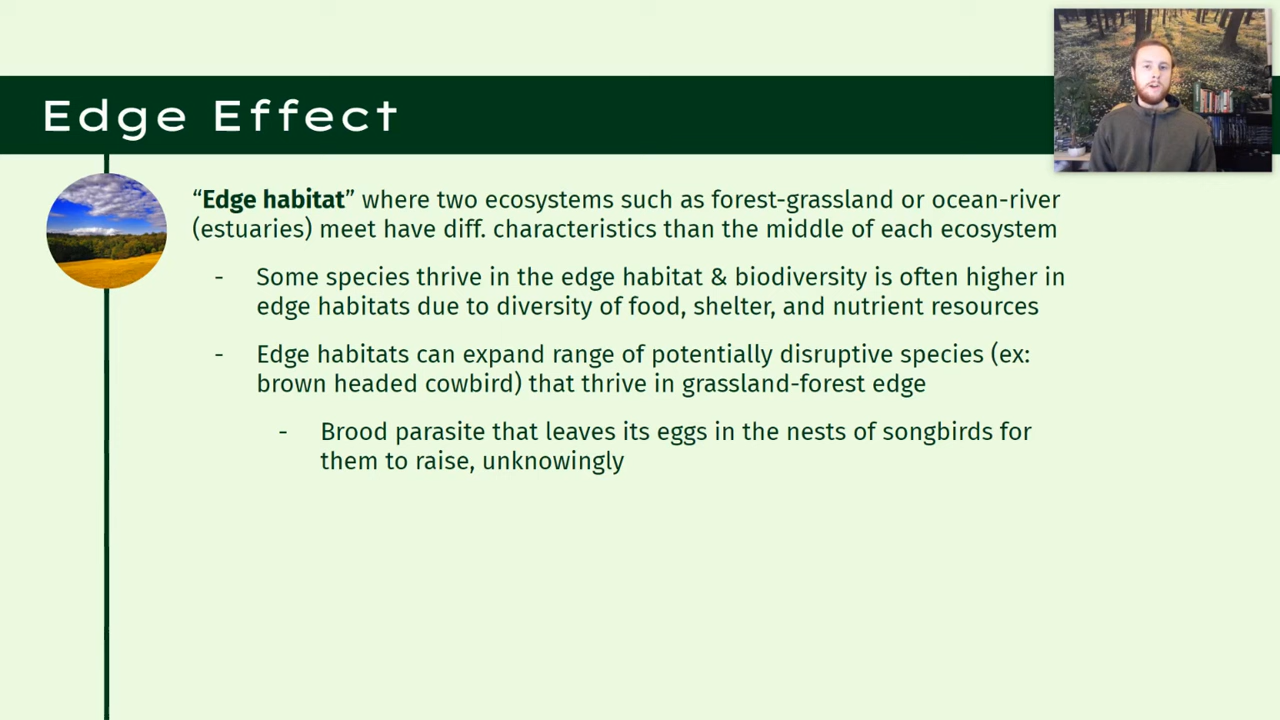 Edge Effect
“Edge habitat” where two ecosystems such as forest-grassland or ocean-river
(estuaries) meet have diff. characteristics than the middle of each ecosystem
- Some species thrive in the edge habitat & biodiversity is often higher in
edge habitats due to diversity of food, shelter, and nutrient resources
- Edge habitats can expand range of potentially disruptive species (ex:
brown headed cowbird) that thrive in grassland-forest edge
- Brood parasite that leaves its eggs in the nests of songbirds for
them to raise, unknowingly